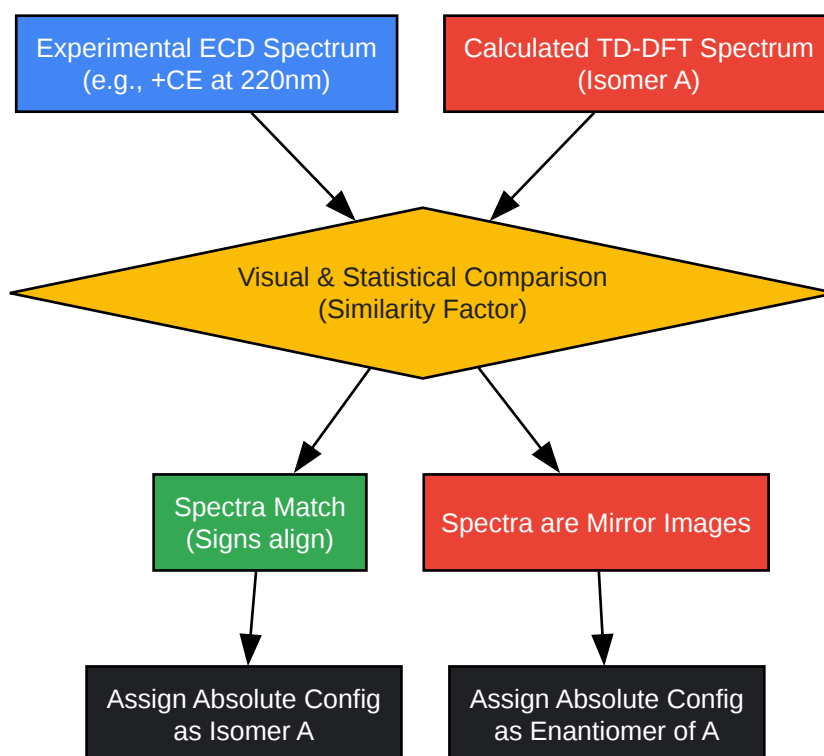 Experimental ECD Spectrum
(e.g., +CE at 220nm)
Calculated TD-DFT Spectrum
(Isomer A)
Visual & Statistical Comparison
(Similarity Factor)
Spectra Match
(Signs align)
Spectra are Mirror Images
Assign Absolute Config
as Isomer A
Assign Absolute Config
as Enantiomer of A